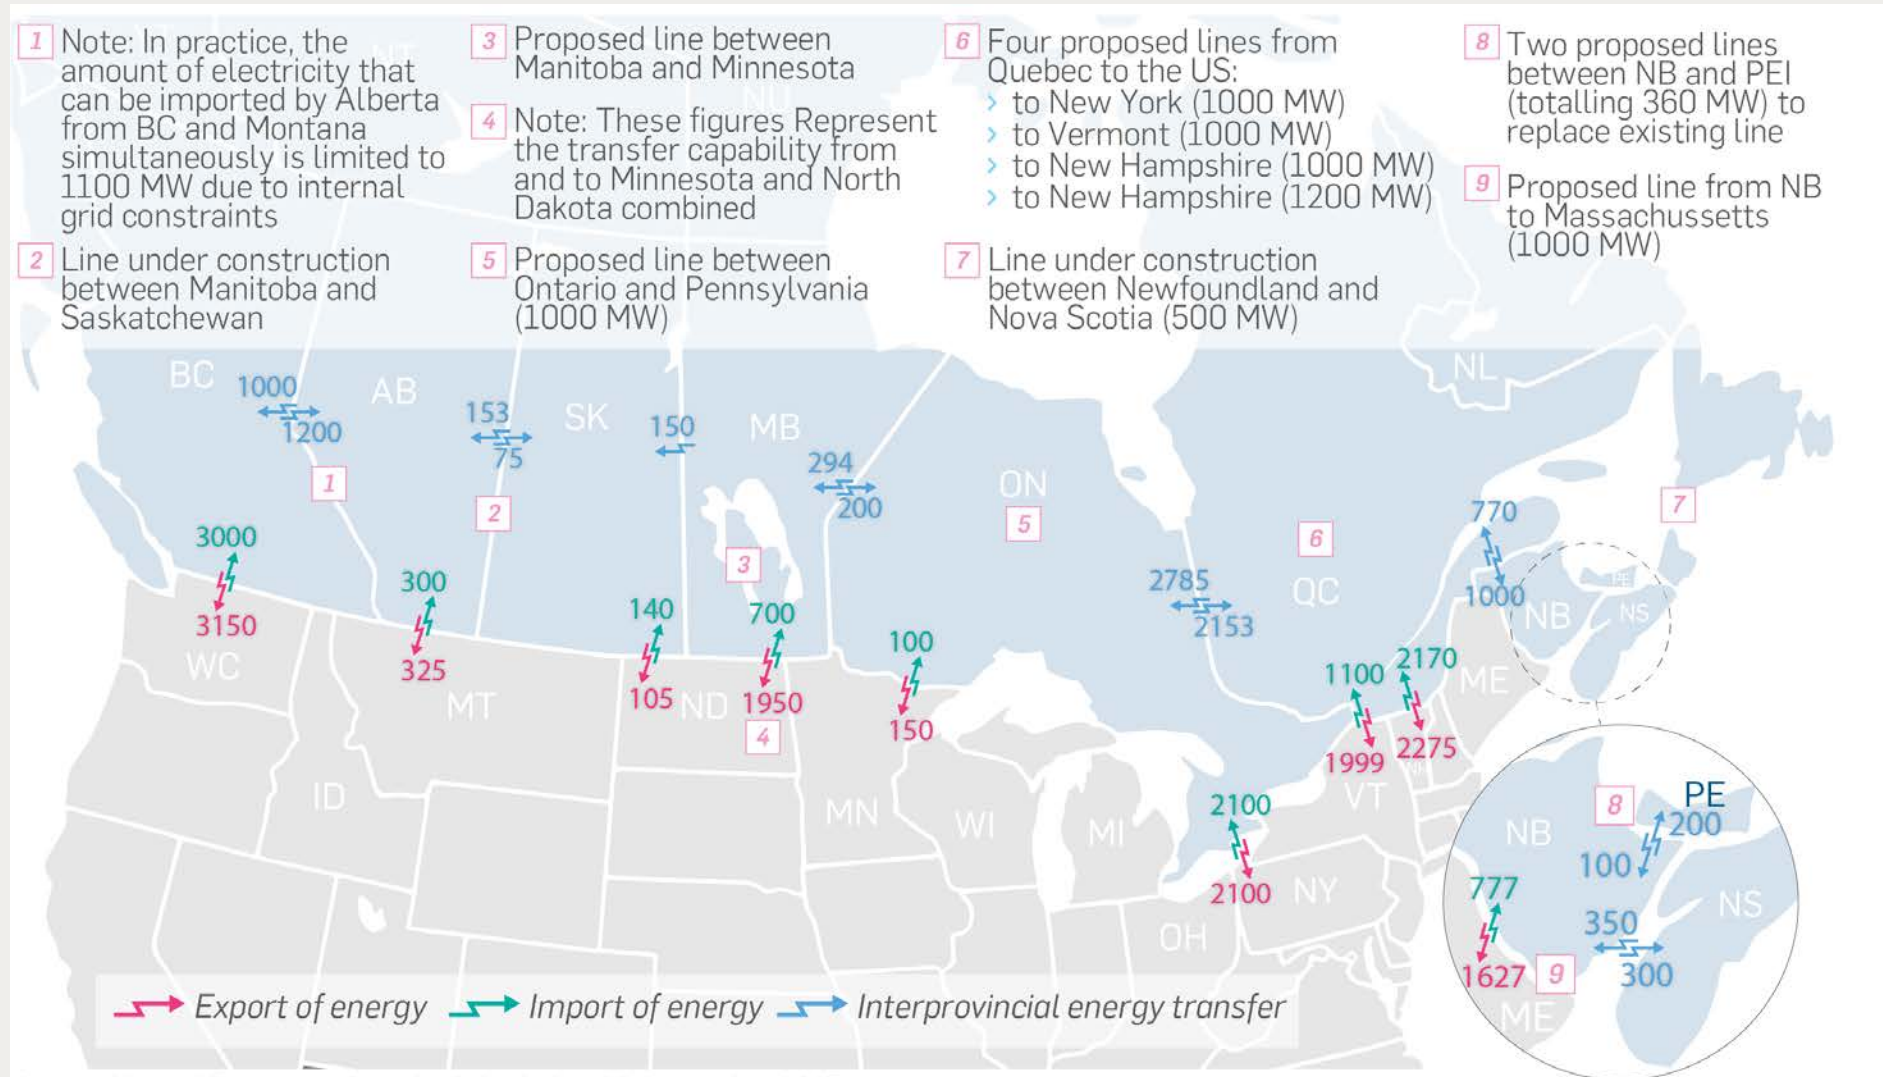 1 Note: In practice, the
amount of electricity that
can be imported by Alberta
from BC and Montana
simultaneously is limited to
1100 MW due to internal
grid constraints
2 Line under construction
between Manitoba and
Saskatchewan
3 Proposed line between
Manitoba and Minnesota
4 Note: These figures Represent
the transfer capability from
and to Minnesota and North
Dakota combined
5 Proposed line between
Ontario and Pennsylvania
(1000 MW)
6 Four proposed lines from
Quebec to the US:
› to New York (1000 MW)
› to Vermont (1000 MW)
› to New Hampshire (1000 MW)
› to New Hampshire (1200 MW)
7 Line under construction
between Newfoundland and
Nova Scotia (500 MW)
8 Two proposed lines
between NB and PEI
(totalling 360 MW) to
replace existing line
9 Proposed line from NB
to Massachussetts
(1000 MW)
NT
NU
BC
1000
1200
AB
153
75
SK
150
MB
294
200
ON
NL
1
2
3
5
6
7
QC
2785
2153
770
1000
NB
PE
NS
3000
3150
300
325
140
105
700
1950
4
100
150
1100
1999
2170
2275
2100
2100
WC
MT
ND
ID
MN
WI
MI
OH
NY
VT
NH
ME
NB
8
PE
200
100
NS
777
1627
350
300
9
ME
Export of energy
Import of energy
Interprovincial energy transfer